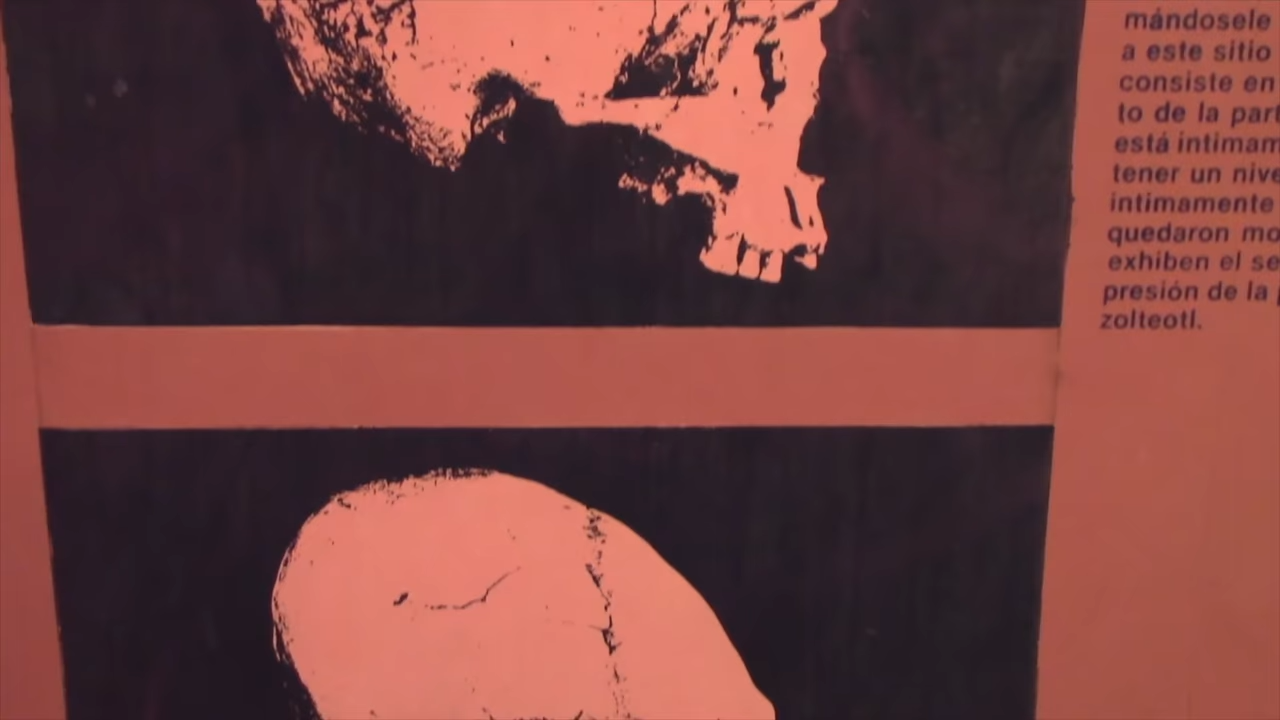 mándosele
a este sitio
consiste en
to de la part
está íntimam
tener un nive
intimamente
quedaron mo
exhiben el se
presión de la
zolteotl.